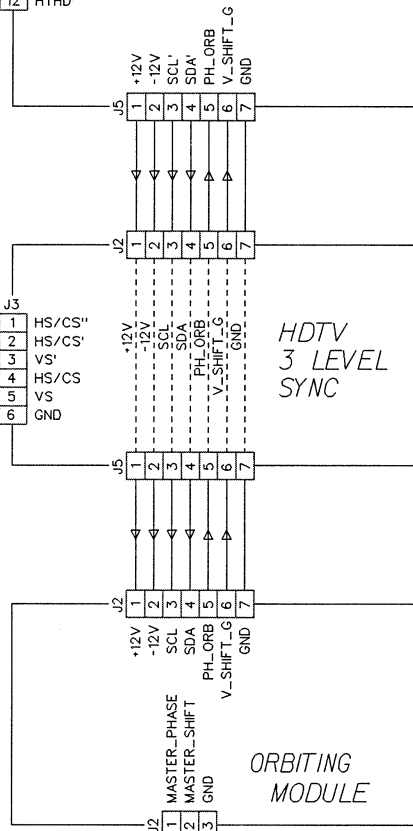 12 HTHD
+12V
-12V
SCL'
SDA'
PH_ORB
V_SHIFT_G
GND
J5 1 2 3 4 5 6 7
J2 1 2 3 4 5 6 7
J3
1 HS/CS"
2 HS/CS'
3 VS'
4 HS/CS
5 VS
6 GND
+12V
-12V
SCL
SDA
PH_ORB
V_SHIFT_G
GND
HDTV
3 LEVEL
SYNC
J5 1 2 3 4 5 6 7
J2 1 2 3 4 5 6 7
+12V
-12V
SCL
SDA
PH_ORB
V_SHIFT_G
GND
MASTER_PHASE
MASTER_SHIFT
GND
J2 1 2 3
ORBITING
MODULE